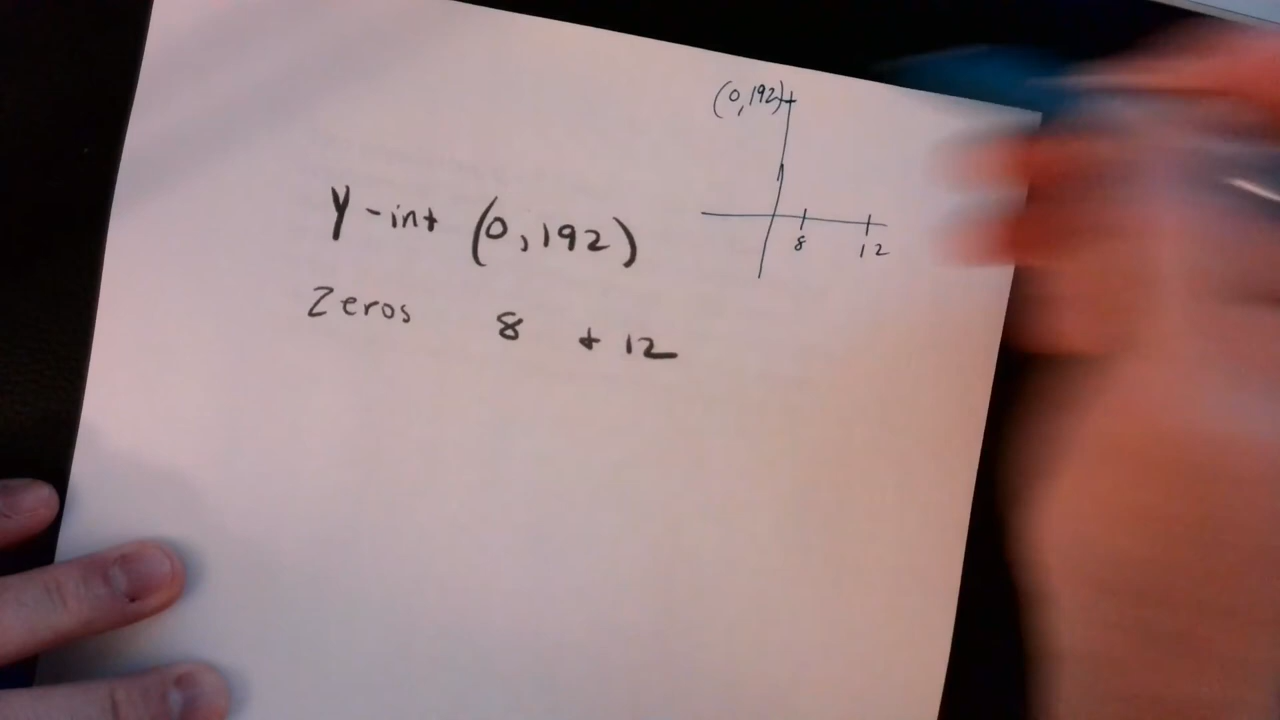 (0,192)
8 12
y-int (0,192)
Zeros 8 + 12